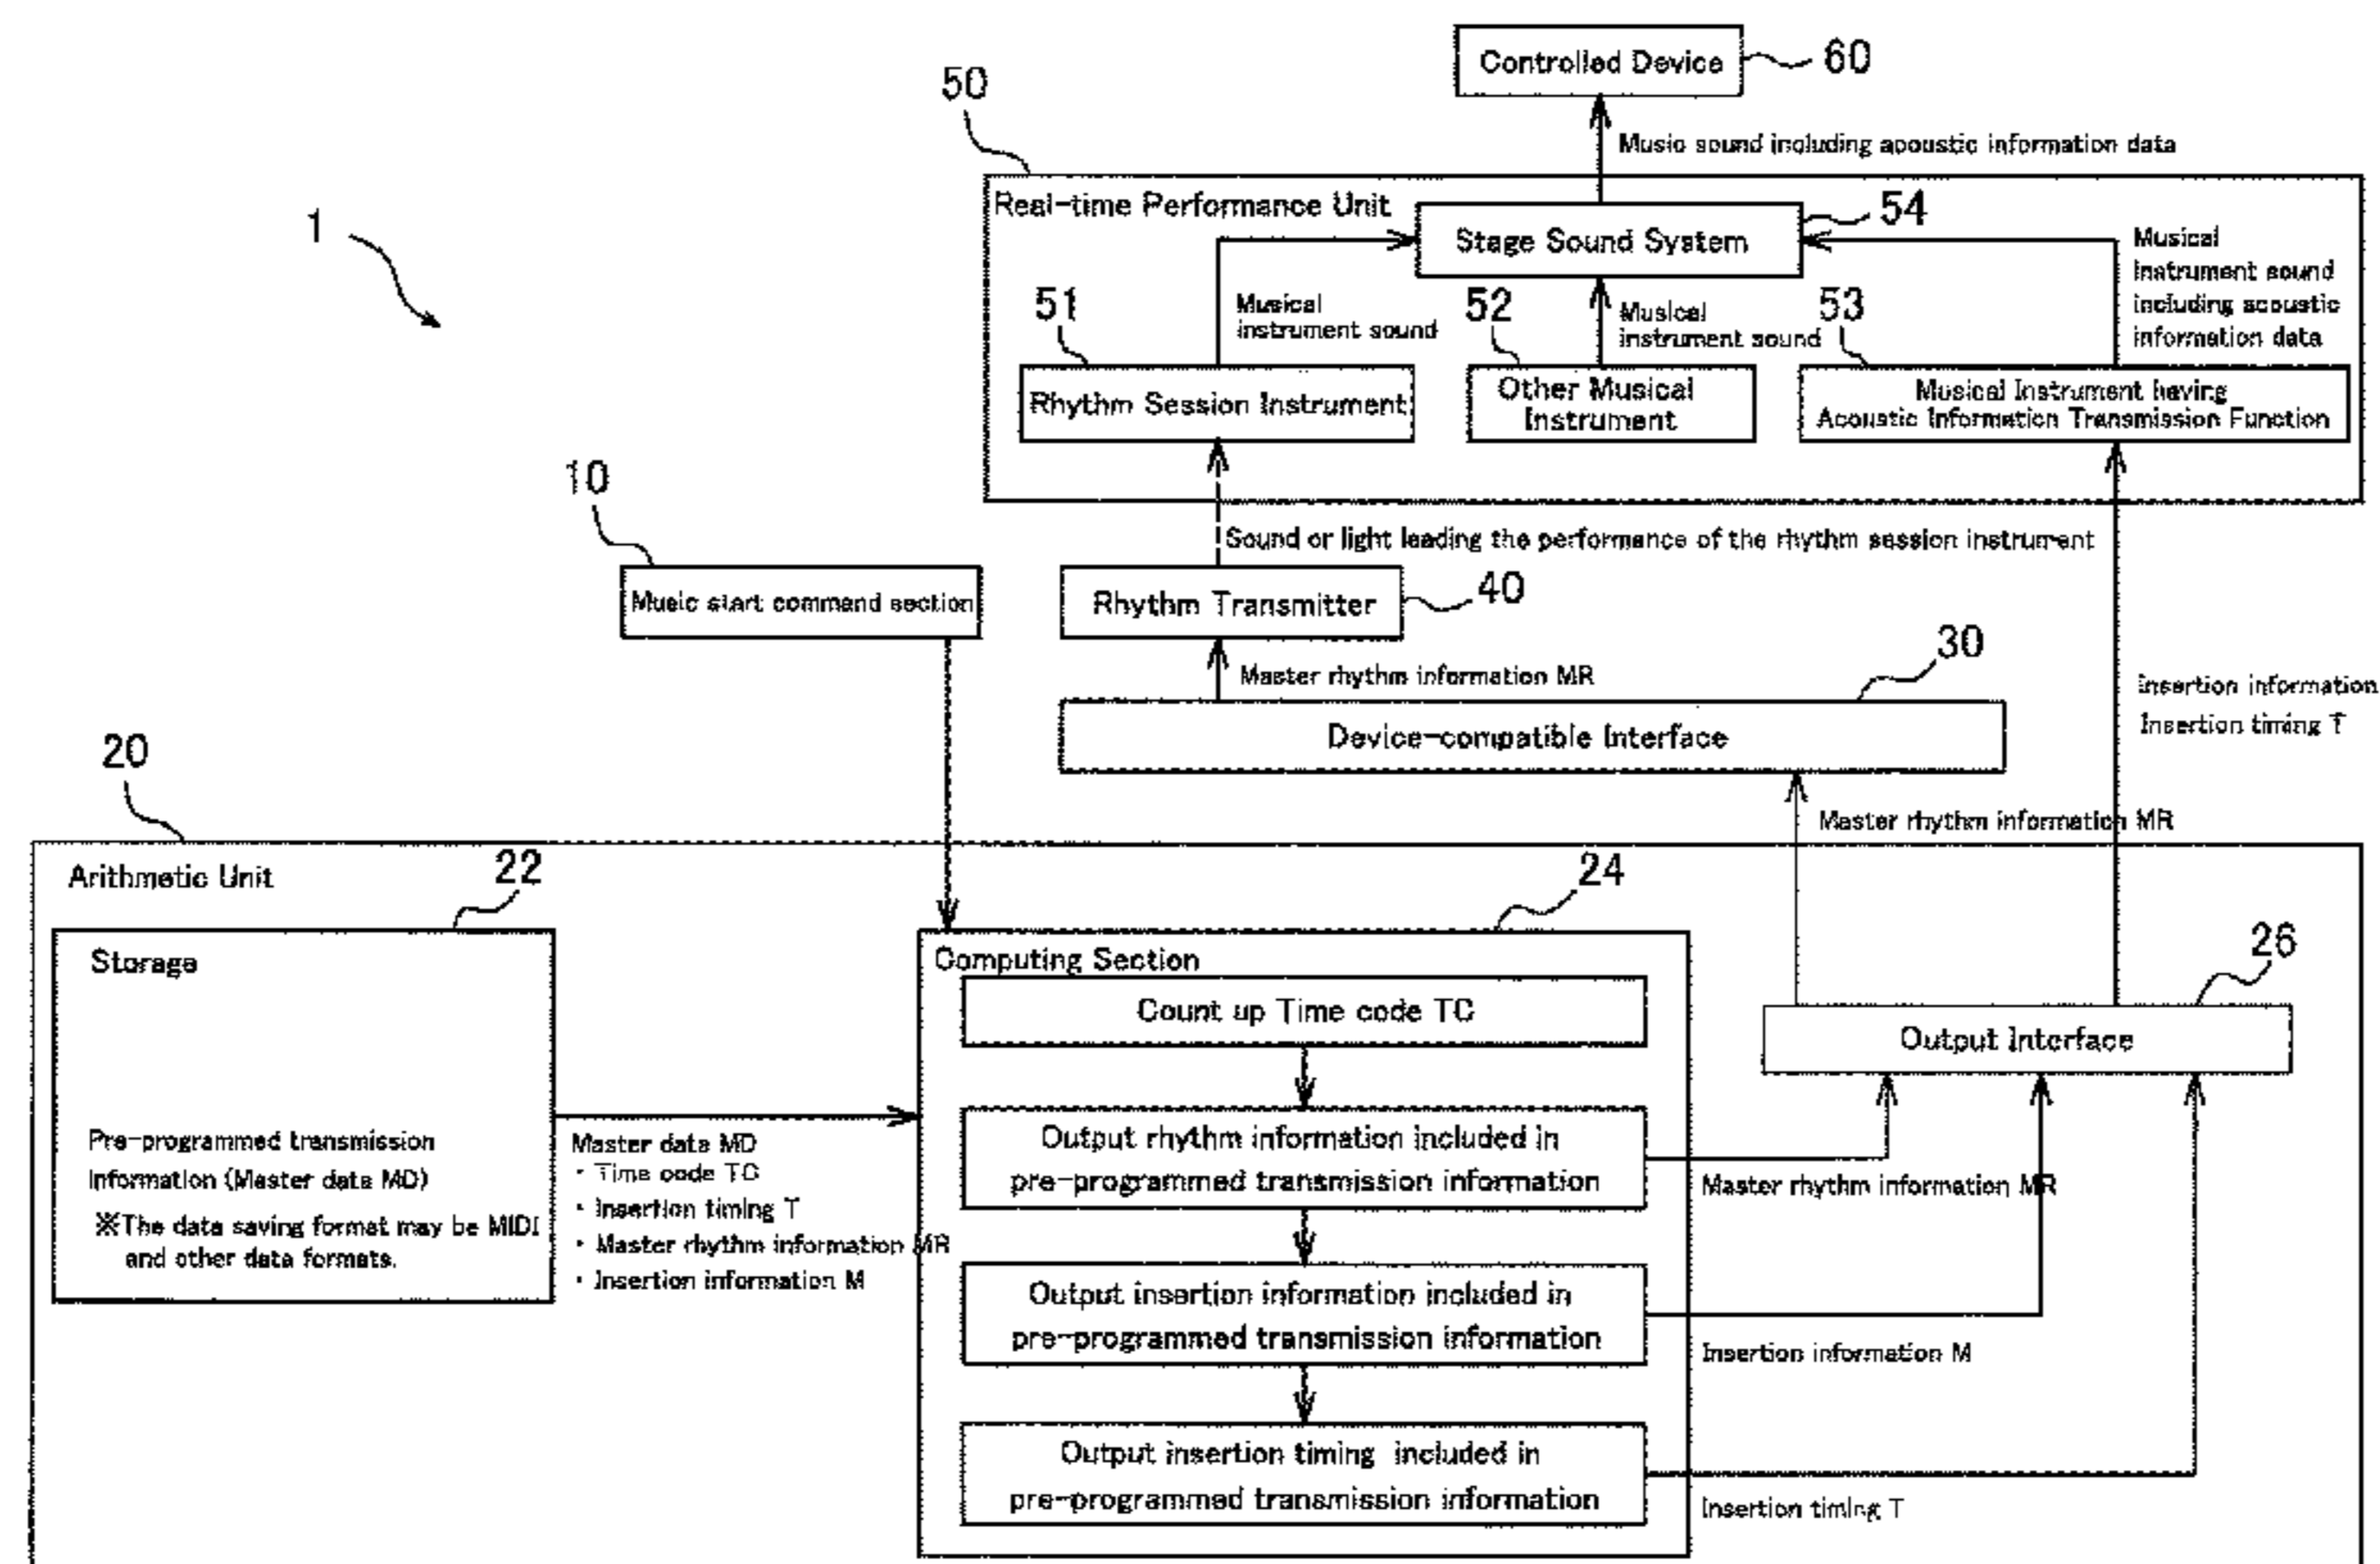 Controlled Device
60
50
Music sound including acoustic information data
Real-time Performance Unit
54
1
Stage Sound System
Musical
Instrument sound
including acoustic
information data
51
Musical
instrument sound
52
Musical
instrument sound
53
Rhythm Session Instrument
Other Musical
Instrument
Musical Instrument having
Acoustic Information Transmission Function
10
Sound or light leading the performance of the rhythm session instrument
Music start command section
Rhythm Transmitter
40
30
Master rhythm information MR
Insertion information
Insertion timing T
Device-compatible Interface
20
Master rhythm information MR
Arithmetic Unit
22
24
Storage
Computing Section
26
Count up Time code TC
Output Interface
Pre-programmed transmission
Information (Master data MD)
※The data saving format may be MIDI
and other data formats.
Master data MD
・Time code TC
・Insertion timing T
・Master rhythm information MR
・Insertion information M
Output rhythm information included in
pre-programmed transmission information
Master rhythm information MR
Output insertion information included in
pre-programmed transmission information
Insertion information M
Output insertion timing included in
pre-programmed transmission information
Insertion timing T